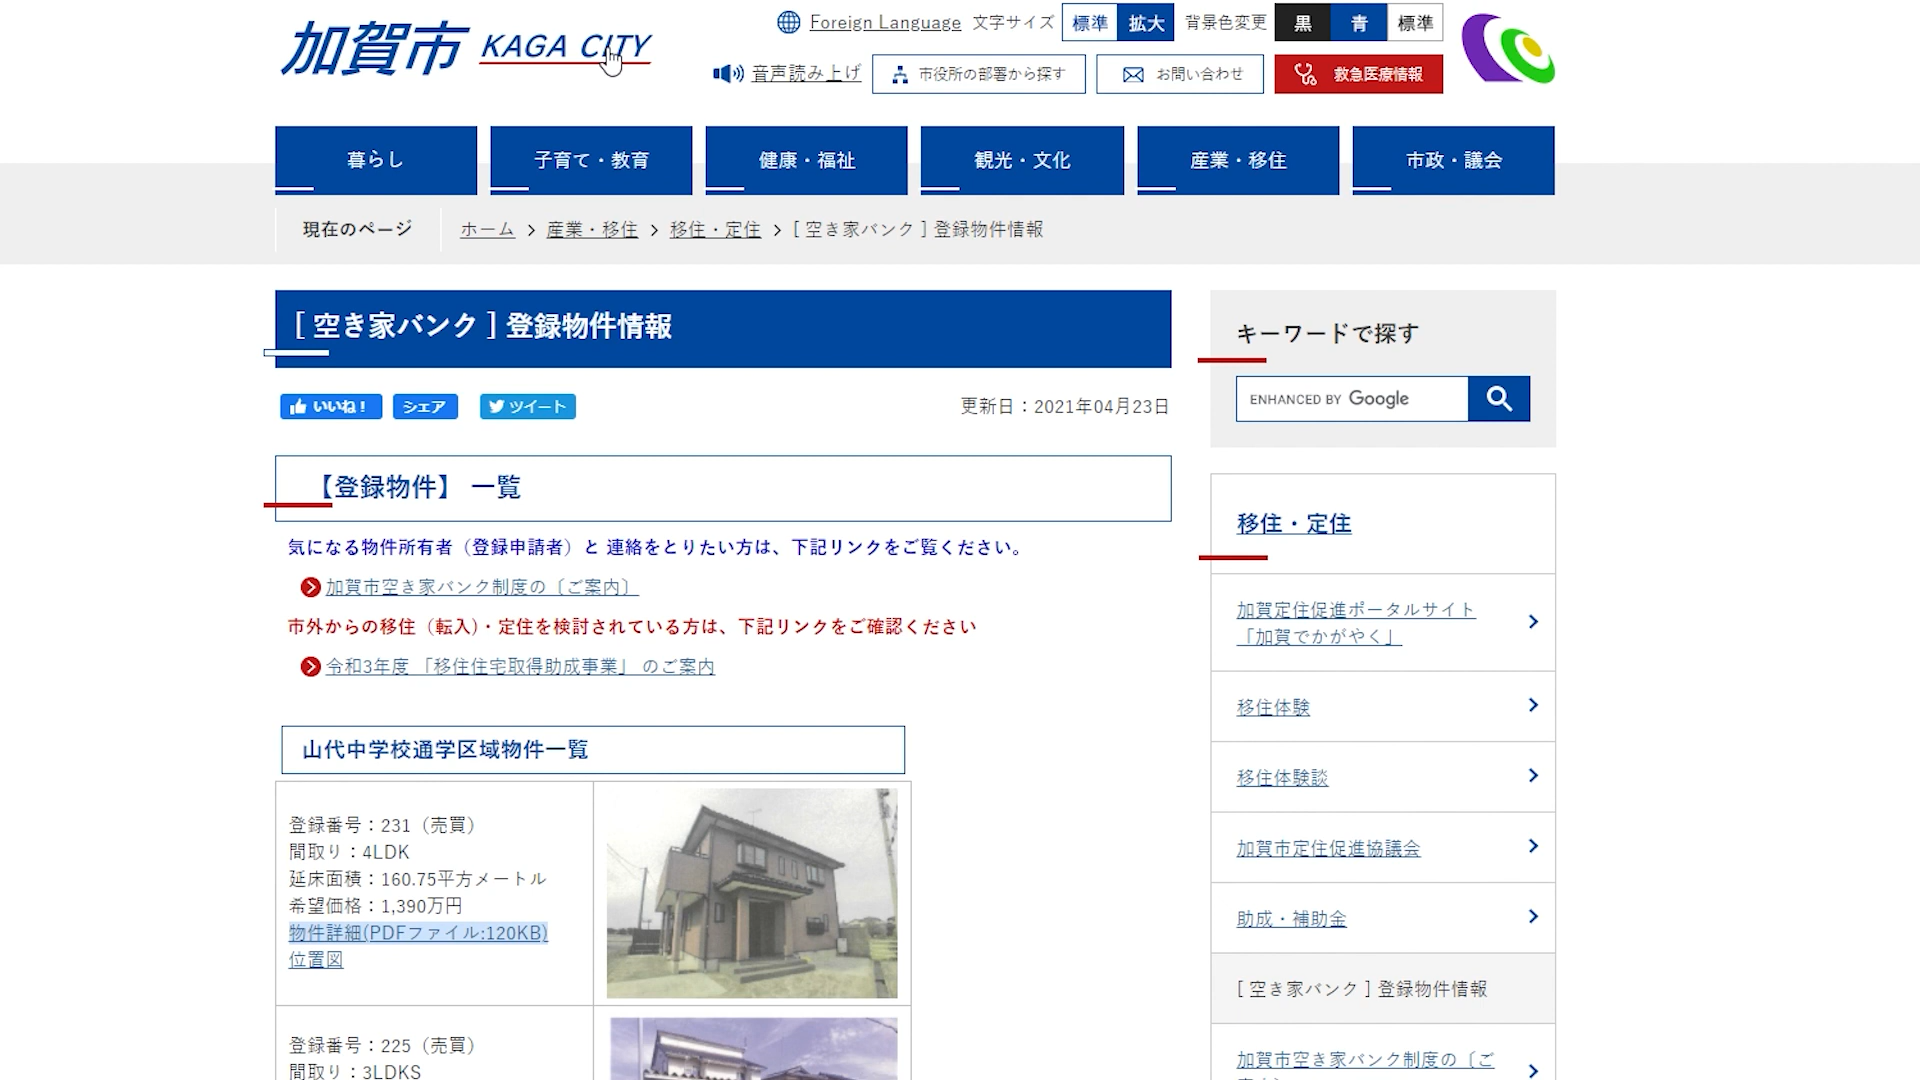 加賀市 KAGA CITY
Foreign Language 文字サイズ 標準 拡大 背景色変更 黒 青 標準
音声読み上げ 市役所の部署から探す お問い合わせ 救急医療情報
暮らし 子育て・教育 健康・福祉 観光・文化 産業・移住 市政・議会
現在のページ ホーム 産業・移住 移住・定住 [ 空き家バンク ] 登録物件情報
[ 空き家バンク ] 登録物件情報
いいね! シェア ツイート 更新日：2021年04月23日
【登録物件】 一覧
気になる物件所有者（登録申請者）と 連絡をとりたい方は、下記リンクをご覧ください。
加賀市空き家バンク制度の〔ご案内〕
市外からの移住（転入）・定住を検討されている方は、下記リンクをご確認ください
令和3年度 「移住住宅取得助成事業」 のご案内
山代中学校通学区域物件一覧
登録番号：231（売買）
間取り：4LDK
延床面積：160.75平方メートル
希望価格：1,390万円
物件詳細(PDFファイル:120KB)
位置図
登録番号：225（売買）
間取り：3LDKS
キーワードで探す
ENHANCED BY Google
移住・定住
加賀定住促進ポータルサイト
「加賀でかがやく」
移住体験
移住体験談
加賀市定住促進協議会
助成・補助金
[ 空き家バンク ] 登録物件情報
加賀市空き家バンク制度の〔ご